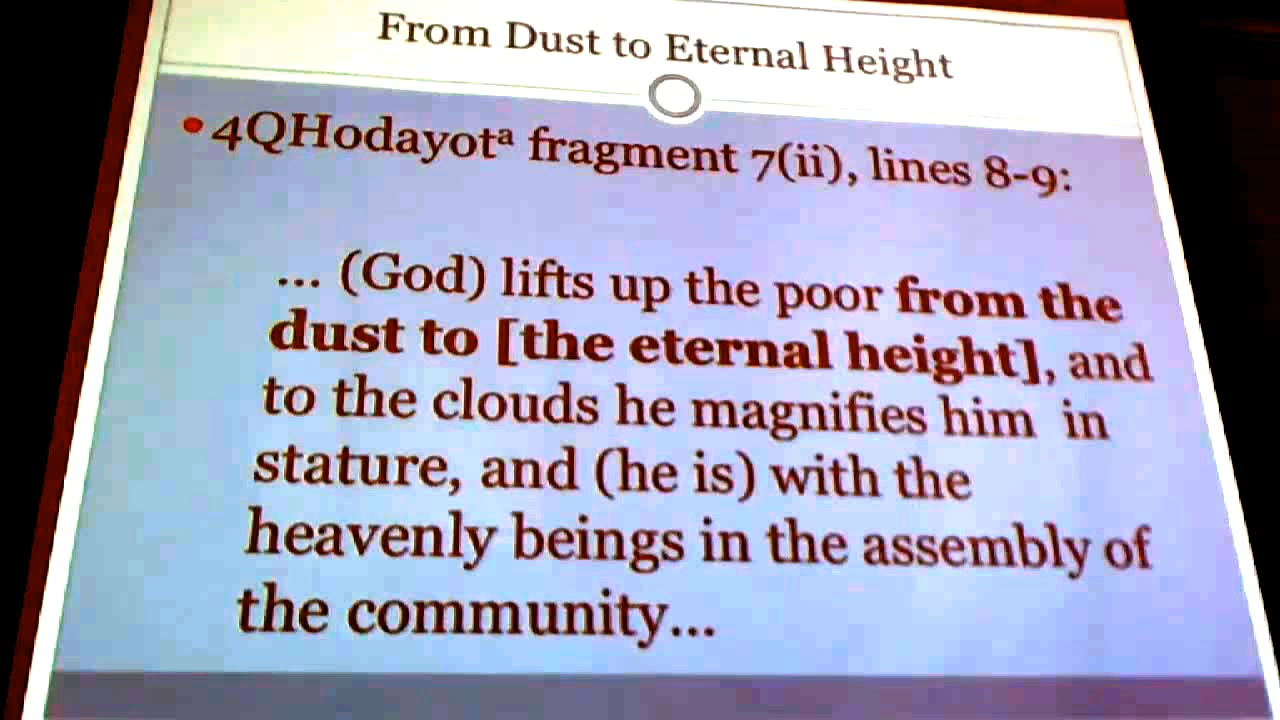 From Dust to Eternal Height
• 4QHodayotª fragment 7(ii), lines 8-9:
... (God) lifts up the poor from the
dust to [the eternal height], and
to the clouds he magnifies him in
stature, and (he is) with the
heavenly beings in the assembly of
the community...